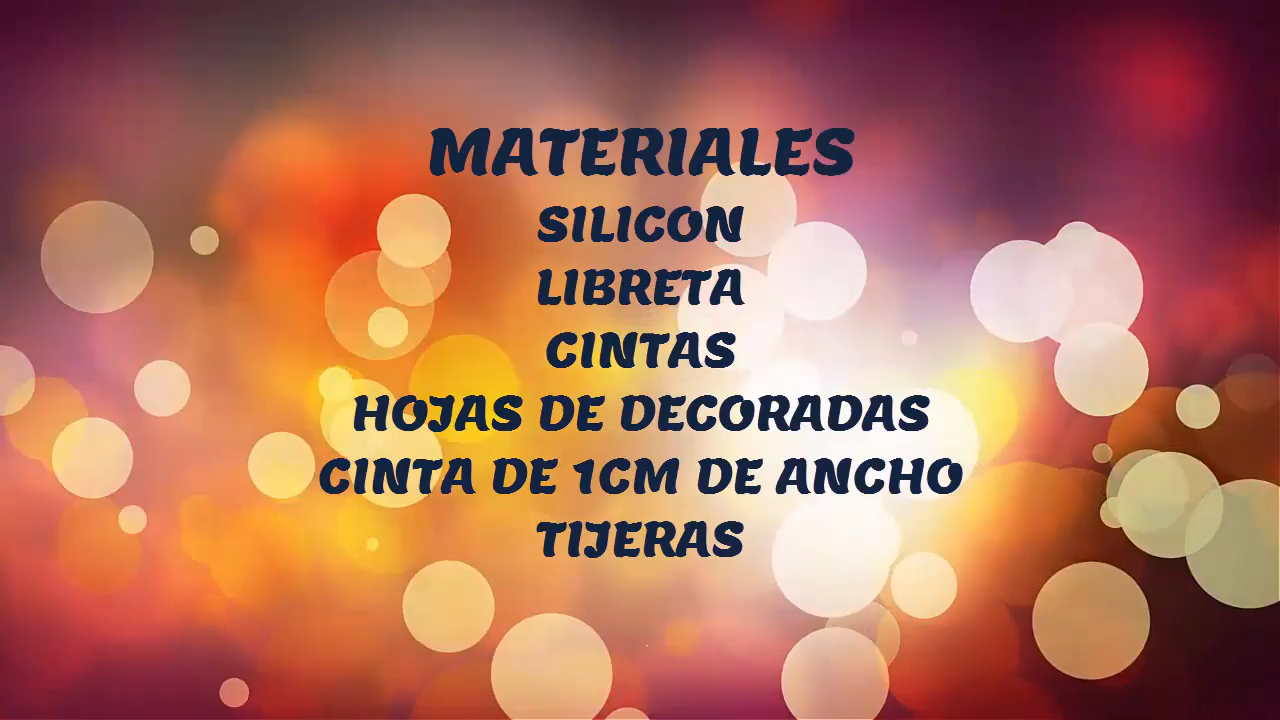 MATERIALES
SILICON
LIBRETA
CINTAS
HOJAS DE DECORADAS
CINTA DE 1CM DE ANCHO
TIJERAS